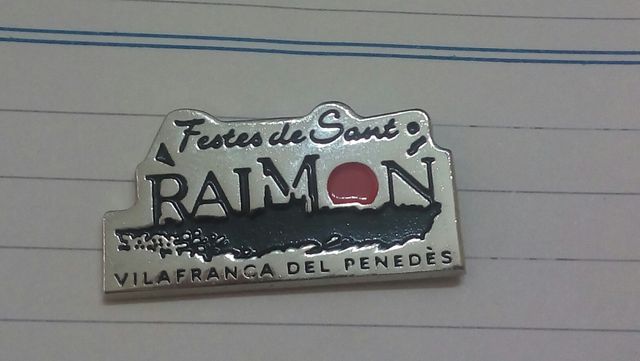 Festes de Sant
RAIMON
VILAFRANCA DEL PENEDÈS